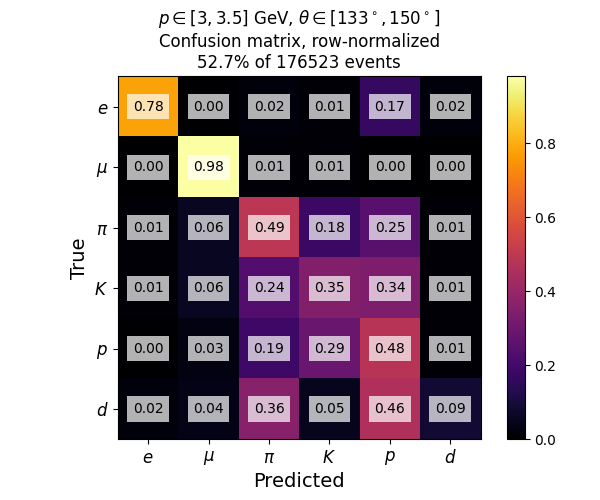 p ∈ [3, 3.5] GeV, θ ∈ [133°, 150°]
Confusion matrix, row-normalized
52.7% of 176523 events
True
e 0.78 0.00 0.02 0.01 0.17 0.02
μ 0.00 0.98 0.01 0.01 0.00 0.00
π 0.01 0.06 0.49 0.18 0.25 0.01
K 0.01 0.06 0.24 0.35 0.34 0.01
p 0.00 0.03 0.19 0.29 0.48 0.01
d 0.02 0.04 0.36 0.05 0.46 0.09
e μ π K p d
Predicted
0.8
0.6
0.4
0.2
0.0